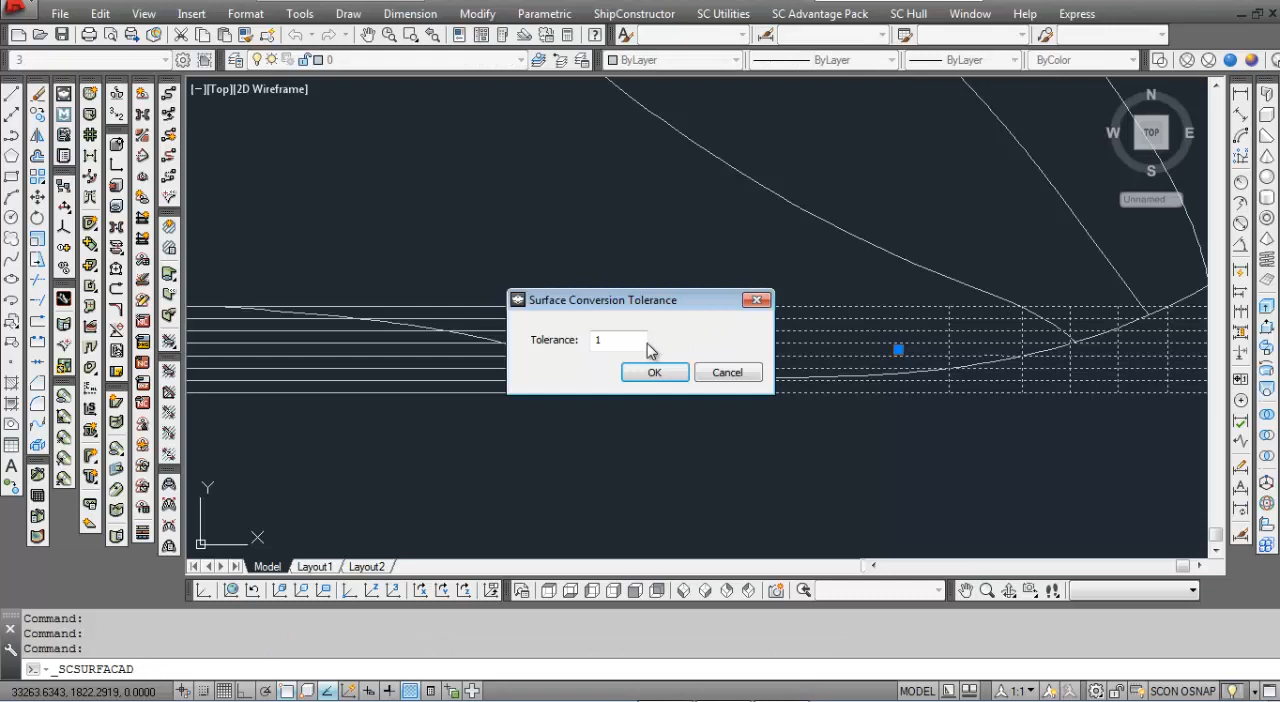 File Edit View Insert Format Tools Draw Dimension Modify Parametric ShipConstructor SC Utilities SC Advantage Pack SC Hull Window Help Express
3 0 ByLayer ByLayer ByLayer ByColor
[−][Top][2D Wireframe]
N
W TOP E
S
Unnamed
Surface Conversion Tolerance
Tolerance: 1
OK Cancel
Y
X
Model Layout1 Layout2
Command:
Command:
Command:
_SCSURFACAD
33263.6343, 1822.2919, 0.0000 MODEL 1:1 SCON OSNAP